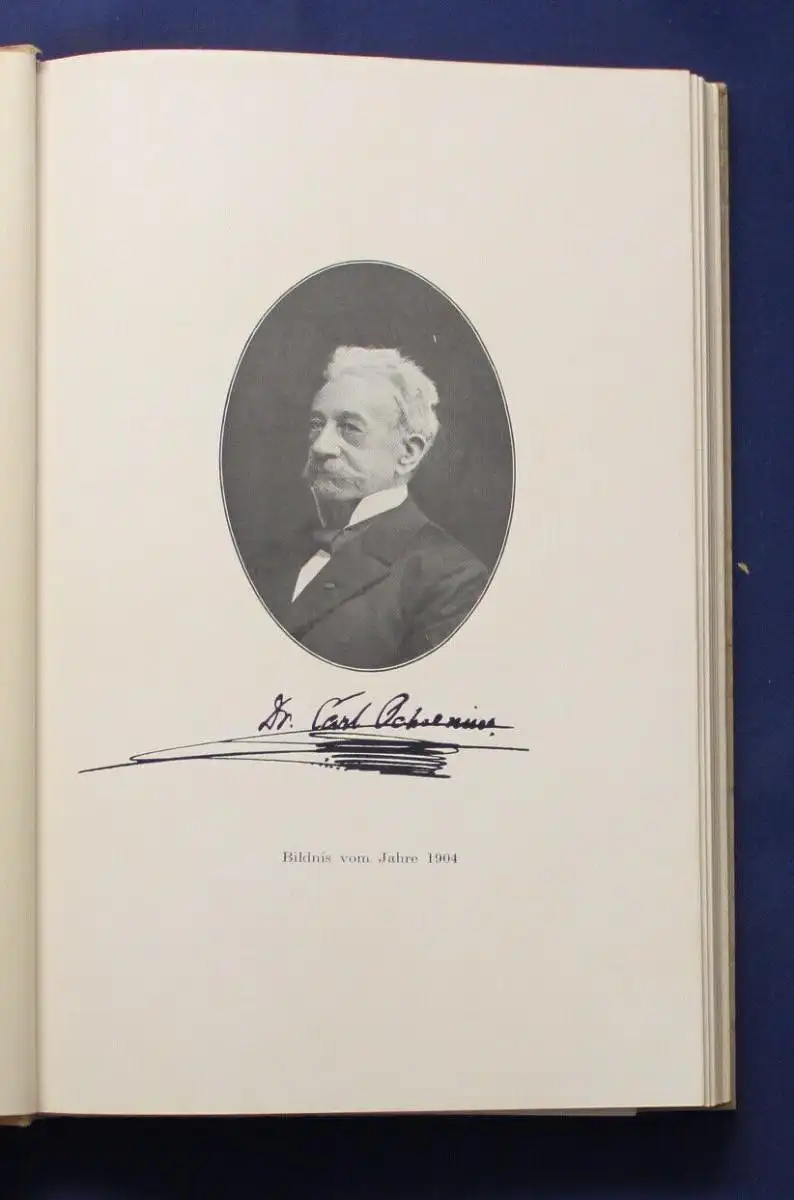 Dr. Carl Ochsenius.
Bildnis vom Jahre 1904